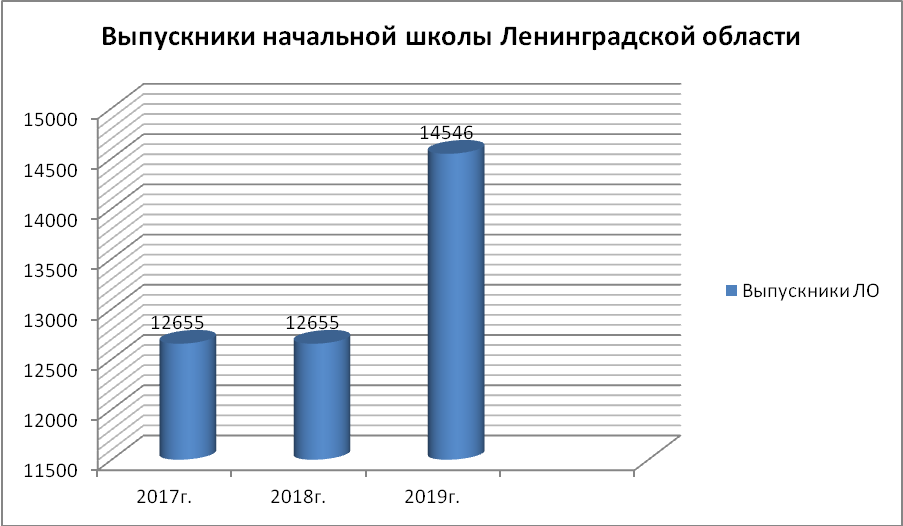 Выпускники начальной школы Ленинградской области
15000
14500
14000
13500
13000
12500
12000
11500
12655
12655
14546
2017г.
2018г.
2019г.
Выпускники ЛО